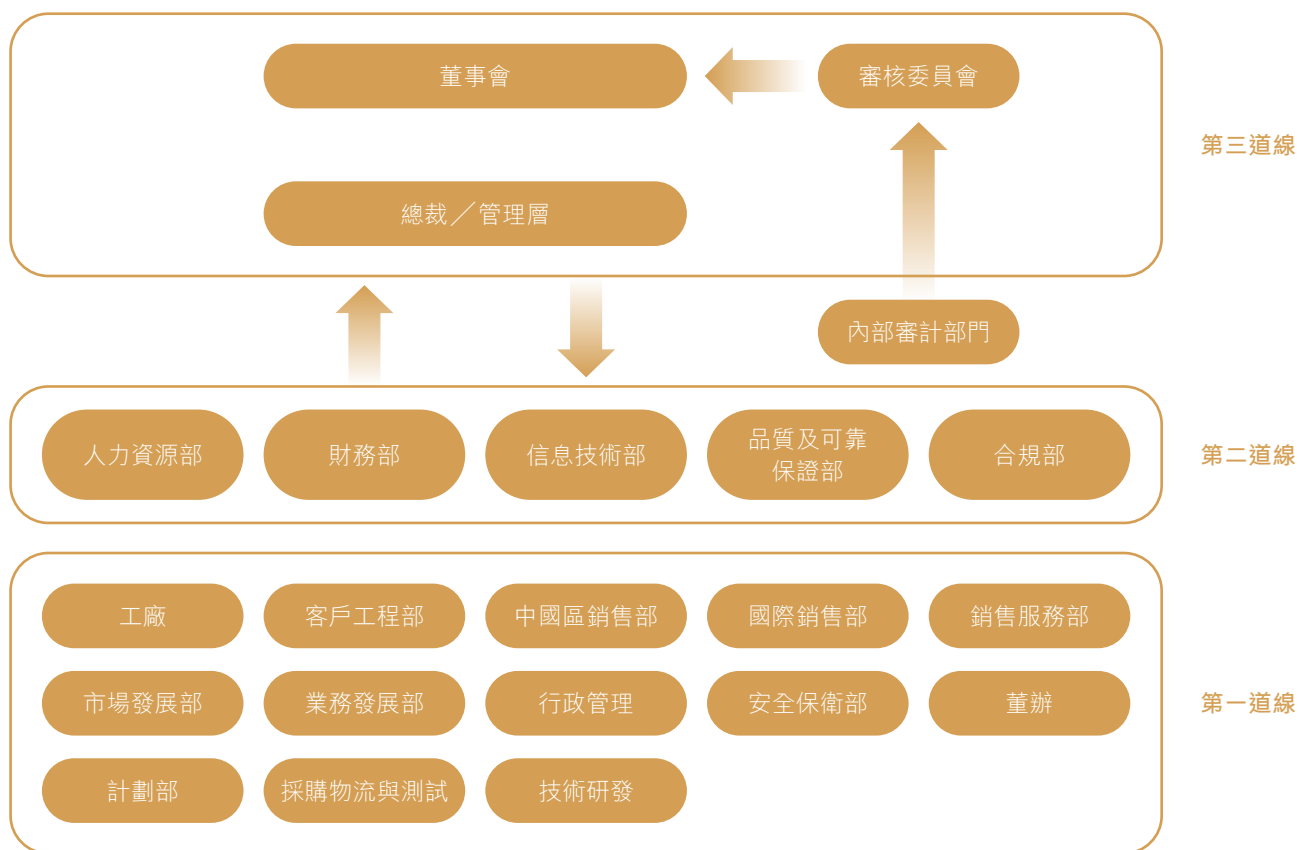 董事會
審核委員會
第三道線
總裁／管理層
內部審計部門
人力資源部
財務部
信息技術部
品質及可靠
保證部
合規部
第二道線
工廠
客戶工程部
中國區銷售部
國際銷售部
銷售服務部
市場發展部
業務發展部
行政管理
安全保衛部
董辦
第一道線
計劃部
採購物流與測試
技術研發